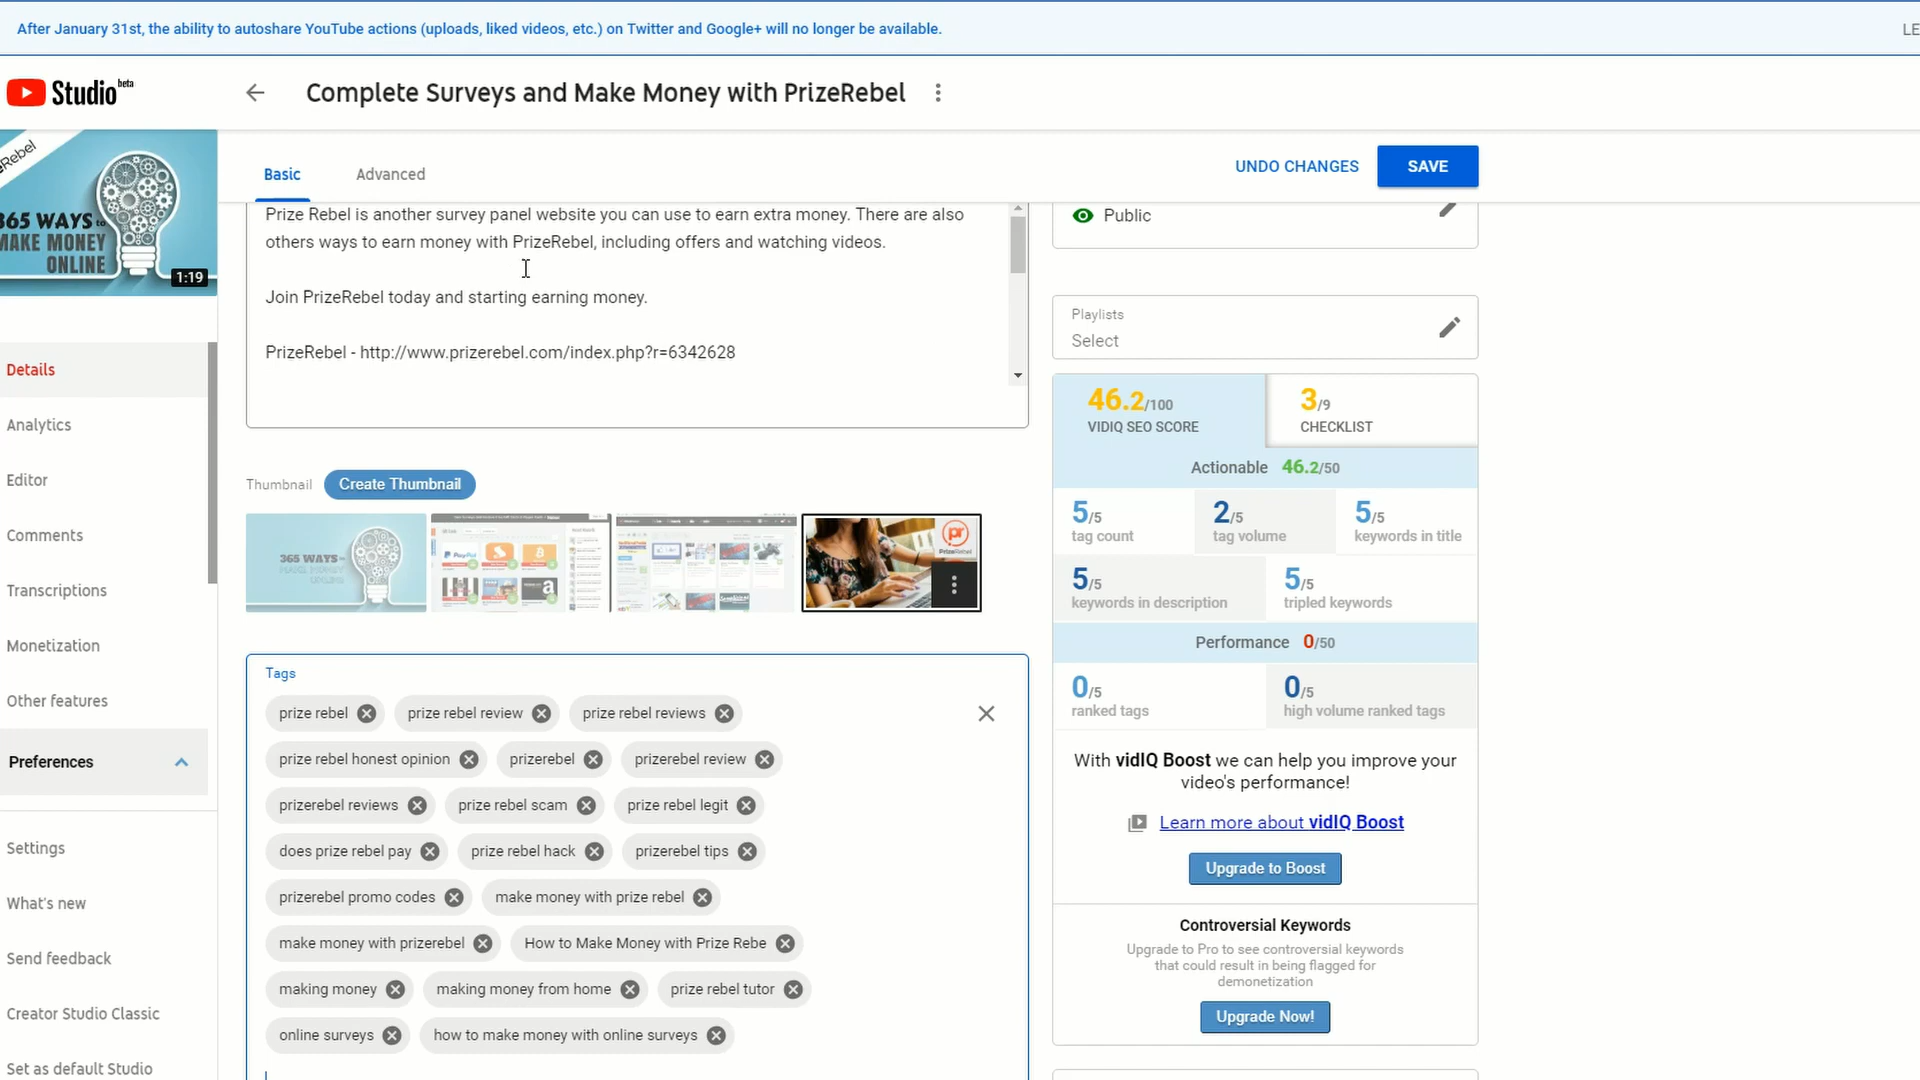 After January 31st, the ability to autoshare YouTube actions (uploads, liked videos, etc.) on Twitter and Google+ will no longer be available.
LE
Studio beta
Complete Surveys and Make Money with PrizeRebel
Rebel
365 WAYS to
MAKE MONEY
ONLINE
1:19
Basic
Advanced
UNDO CHANGES
SAVE
Prize Rebel is another survey panel website you can use to earn extra money. There are also
others ways to earn money with PrizeRebel, including offers and watching videos.
Join PrizeRebel today and starting earning money.
PrizeRebel - http://www.prizerebel.com/index.php?r=6342628
Public
Playlists
Select
Details
Analytics
Editor
Comments
Transcriptions
Monetization
Other features
Preferences
Settings
What's new
Send feedback
Creator Studio Classic
Set as default Studio
Thumbnail
Create Thumbnail
365 WAYS to
MAKE MONEY
PayPal
pr
PrizeRebel
Tags
prize rebel
prize rebel review
prize rebel reviews
prize rebel honest opinion
prizerebel
prizerebel review
prizerebel reviews
prize rebel scam
prize rebel legit
does prize rebel pay
prize rebel hack
prizerebel tips
prizerebel promo codes
make money with prize rebel
make money with prizerebel
How to Make Money with Prize Rebe
making money
making money from home
prize rebel tutor
online surveys
how to make money with online surveys
46.2/100
VIDIQ SEO SCORE
3/9
CHECKLIST
Actionable 46.2/50
5/5
tag count
2/5
tag volume
5/5
keywords in title
5/5
keywords in description
5/5
tripled keywords
Performance 0/50
0/5
ranked tags
0/5
high volume ranked tags
With vidIQ Boost we can help you improve your
video's performance!
Learn more about vidIQ Boost
Upgrade to Boost
Controversial Keywords
Upgrade to Pro to see controversial keywords
that could result in being flagged for
demonetization
Upgrade Now!